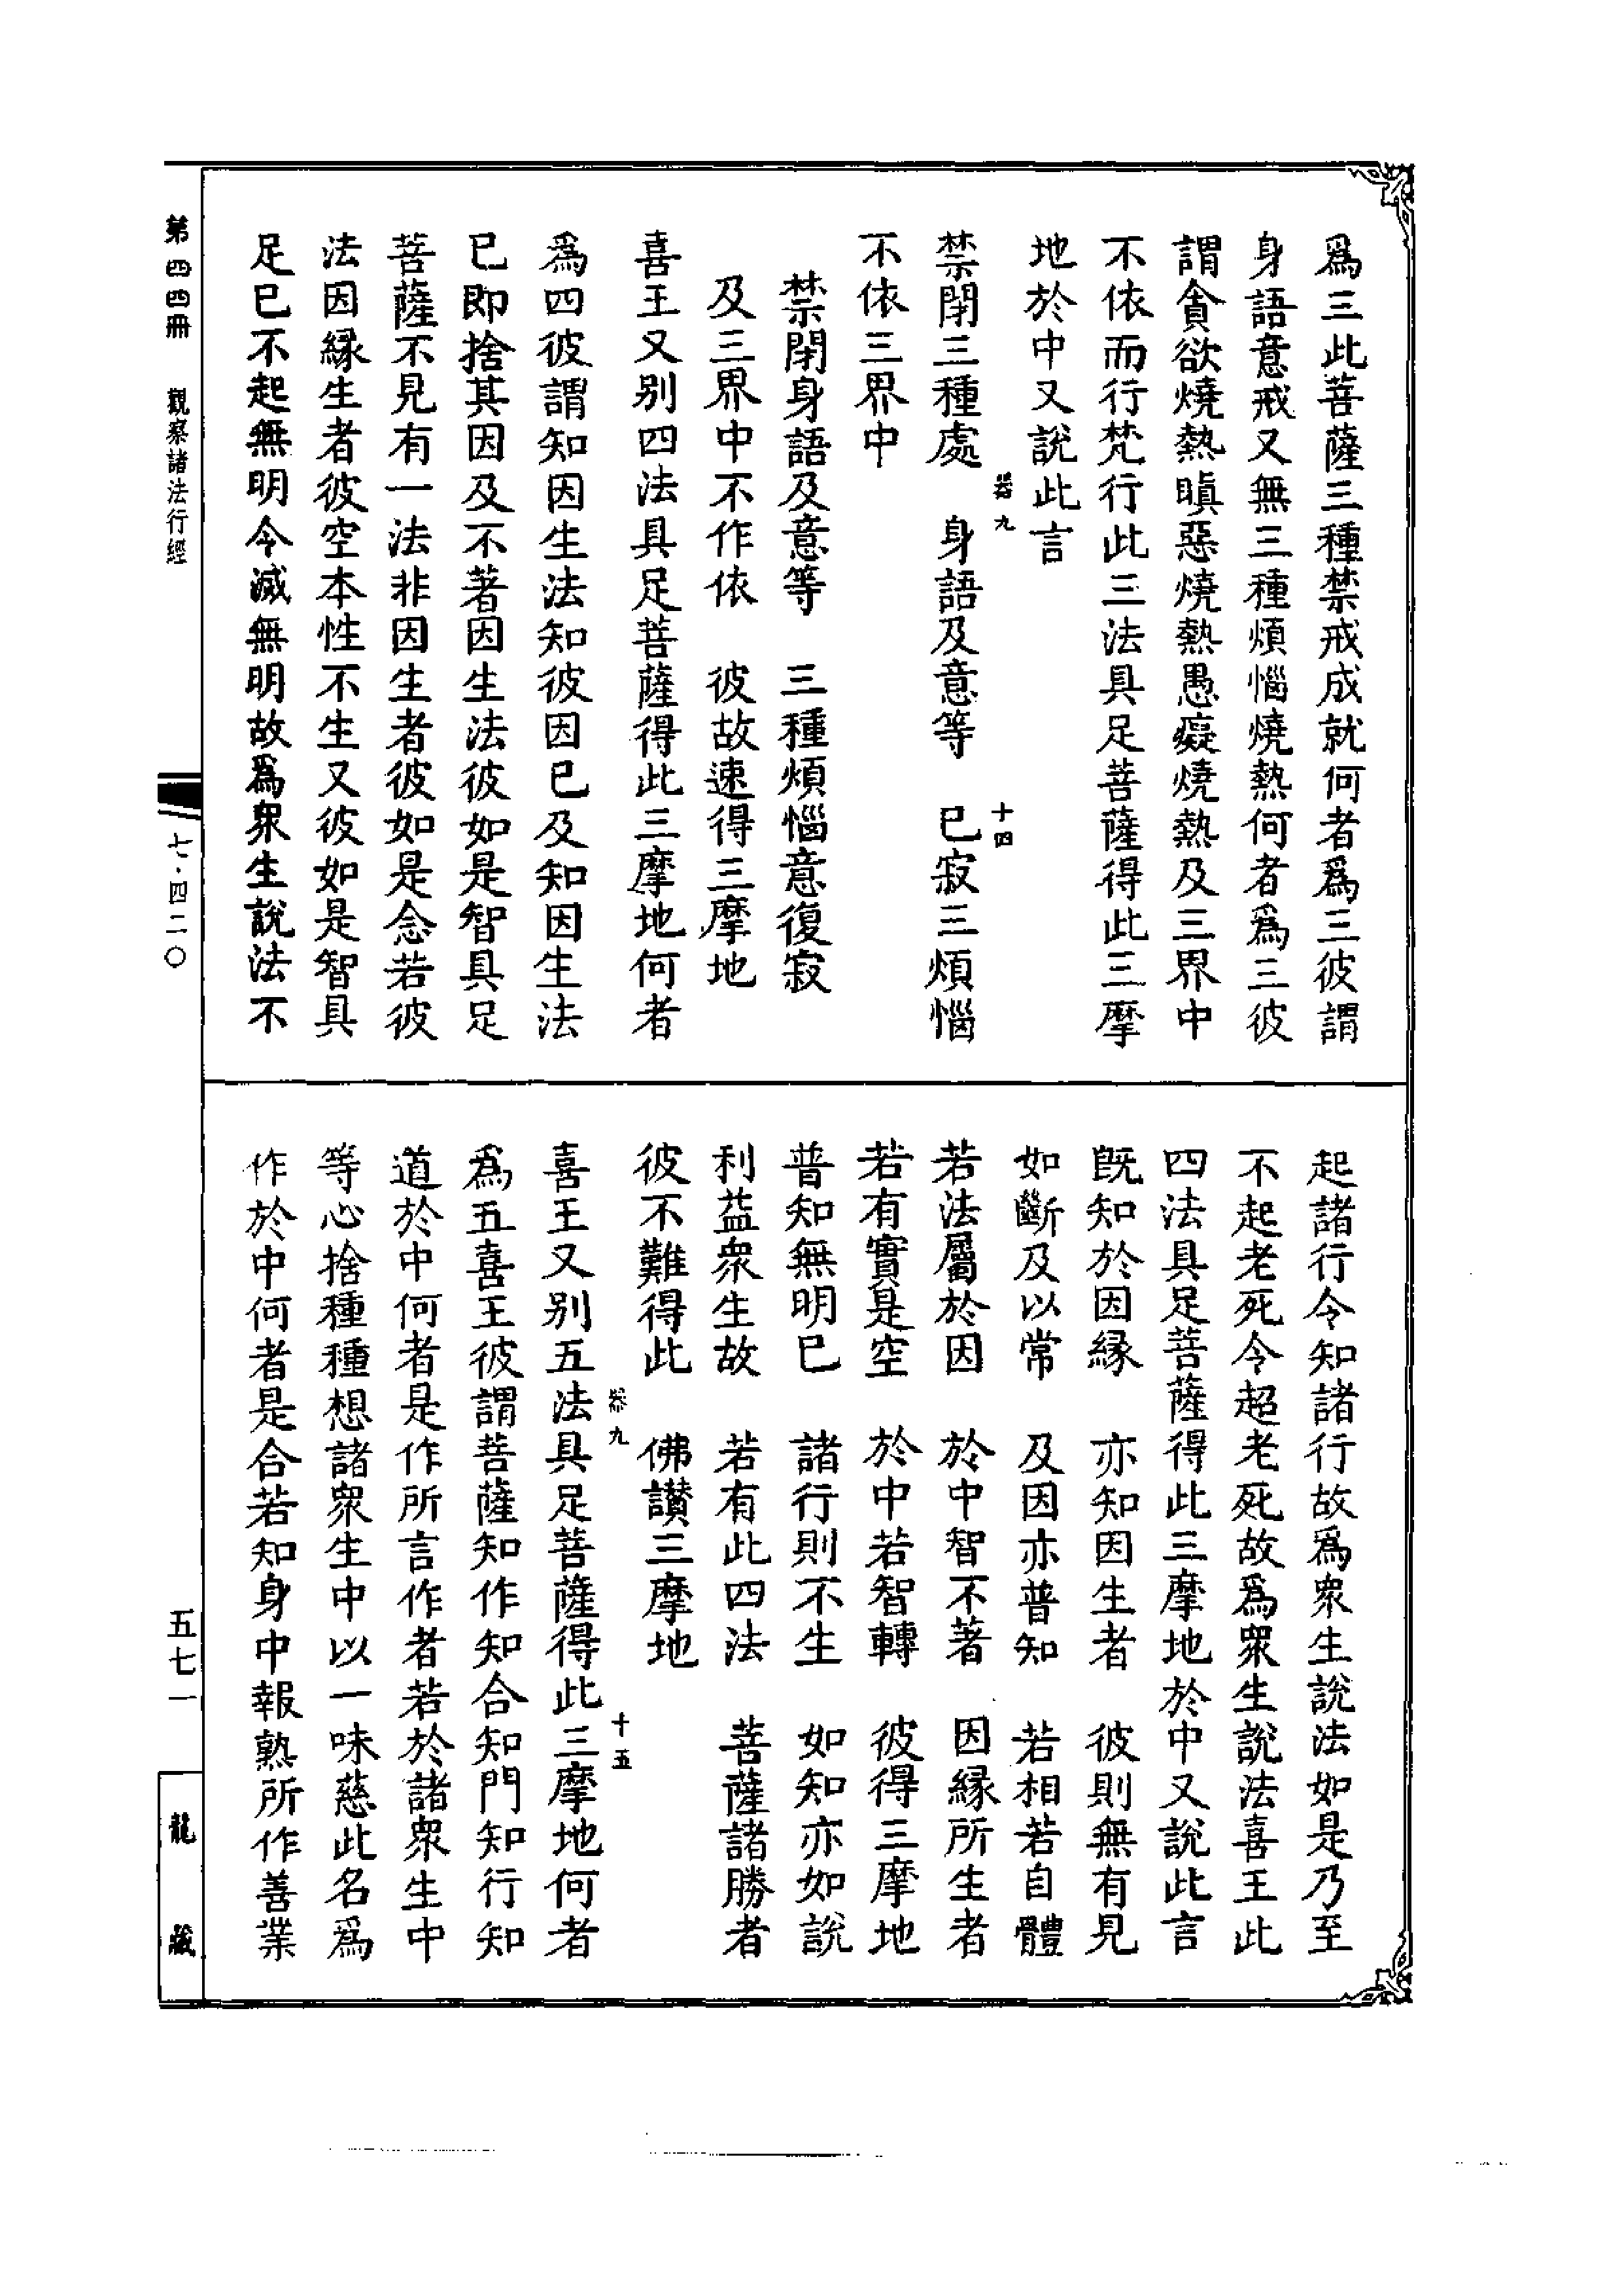 爲三此菩薩三種禁戒成就何者爲三彼謂
身語意戒又無三種煩惱燒熱何者爲三彼
謂貪欲燒熱瞋惡燒熱愚癡燒熱及三界中
不依而行梵行此三法具足菩薩得此三摩
地於中又說此言
器九　十四
禁閉三種處　身語及意等　已寂三煩惱
不依三界中
禁閉身語及意等　三種煩惱意復寂
及三界中不作依　彼故速得三摩地
喜王又別四法具足菩薩得此三摩地何者
爲四彼謂知因生法知彼因已及知因生法
已即捨其因及不著因生法彼如是智具足
菩薩不見有一法非因生者彼如是念若彼
法因緣生者彼空本性不生又彼如是智具
足已不起無明令滅無明故爲衆生說法不
起諸行令知諸行故爲衆生說法如是乃至
不起老死令超老死故爲衆生說法喜王此
四法具足菩薩得此三摩地於中又說此言
旣知於因緣　亦知因生者　彼則無有見
如斷及以常　及因亦普知　若相若自體
若法屬於因　於中智不著　因緣所生者
若有實是空　於中若智轉　彼得三摩地
普知無明已　諸行則不生　如知亦如說
利益衆生故　若有此四法　菩薩諸勝者
彼不難得此　佛讃三摩地
器九　十五
喜王又別五法具足菩薩得此三摩地何者
爲五喜王彼謂菩薩知作知合知門知行知
道於中何者是作所言作者若於諸衆生中
等心捨種種想諸衆生中以一味慈此名爲
作於中何者是合若知身中報熟所作善業
第四四冊　觀察諸法行經
七·四二〇
五七一
龍藏